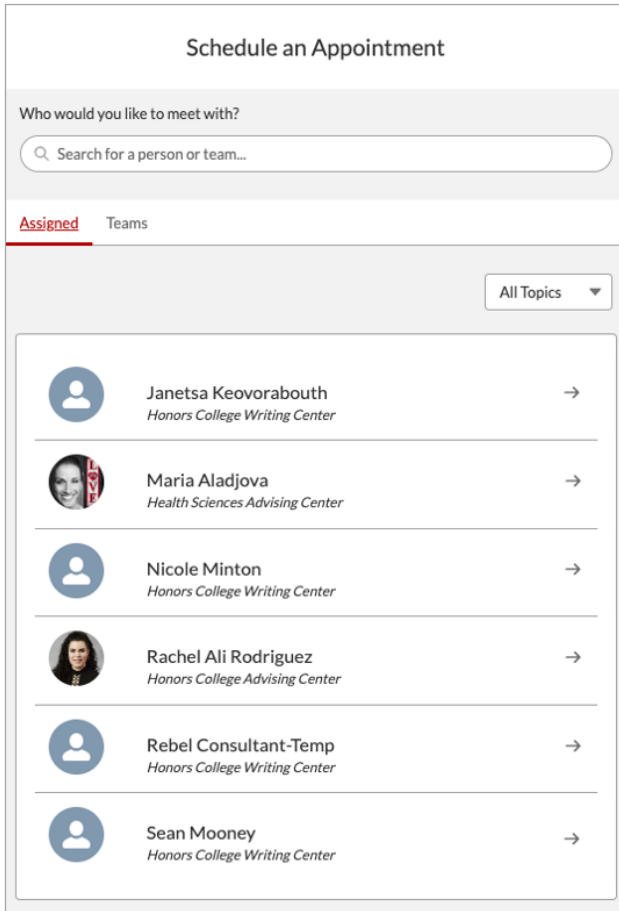 Schedule an Appointment
Who would you like to meet with?
Search for a person or team...
Assigned Teams
All Topics
Janetsa Keovorabouth
Honors College Writing Center
LOVE
Maria Aladjova
Health Sciences Advising Center
Nicole Minton
Honors College Writing Center
Rachel Ali Rodriguez
Honors College Advising Center
Rebel Consultant-Temp
Honors College Writing Center
Sean Mooney
Honors College Writing Center